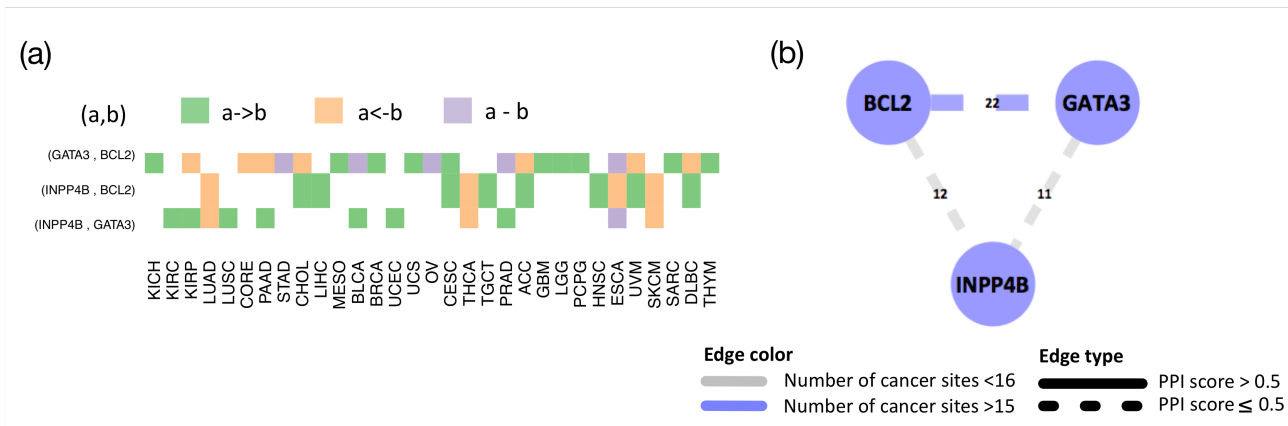 (a)
(a,b) a->b a<-b a - b
(GATA3 , BCL2)
(INPP4B , BCL2)
(INPP4B , GATA3)
KICH
KIRC
KIRP
LUAD
LUSC
CORE
PAAD
STAD
CHOL
LIHC
MESO
BLCA
BRCA
UCEC
UCS
OV
CESC
THCA
TGCT
PRAD
ACC
GBM
LGG
PCPG
HNSC
ESCA
UVM
SKCM
SARC
DLBC
THYM
(b)
BCL2 22 GATA3
12 11
INPP4B
Edge color
Number of cancer sites <16
Number of cancer sites >15
Edge type
PPI score > 0.5
PPI score ≤ 0.5